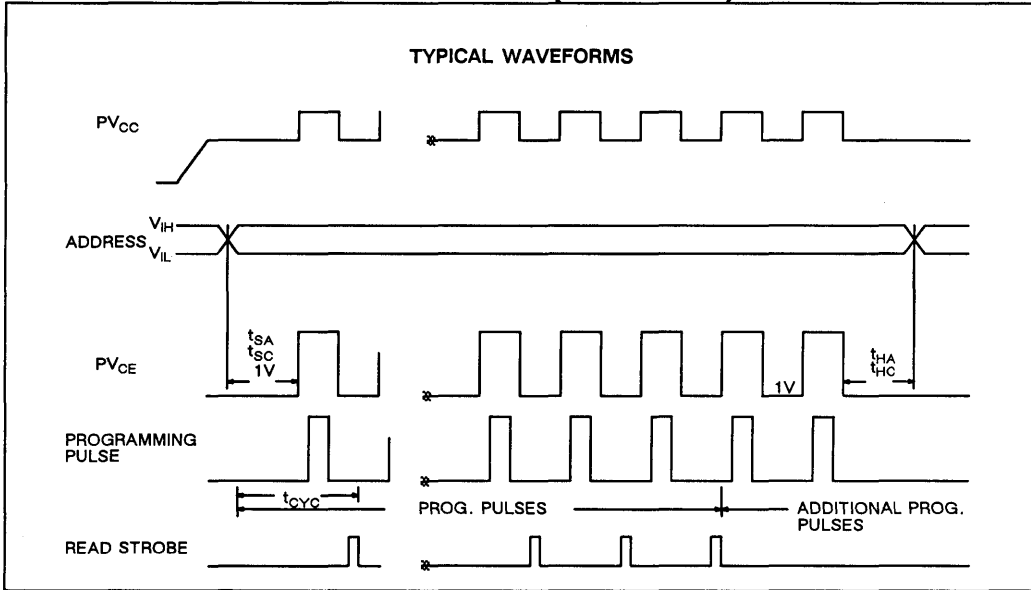 TYPICAL WAVEFORMS
PVCC
VIH
ADDRESS
VIL
tSA
tSC
1V
tHA
tHC
PVCE
1V
PROGRAMMING
PULSE
tCYC
PROG. PULSES
ADDITIONAL PROG.
PULSES
READ STROBE